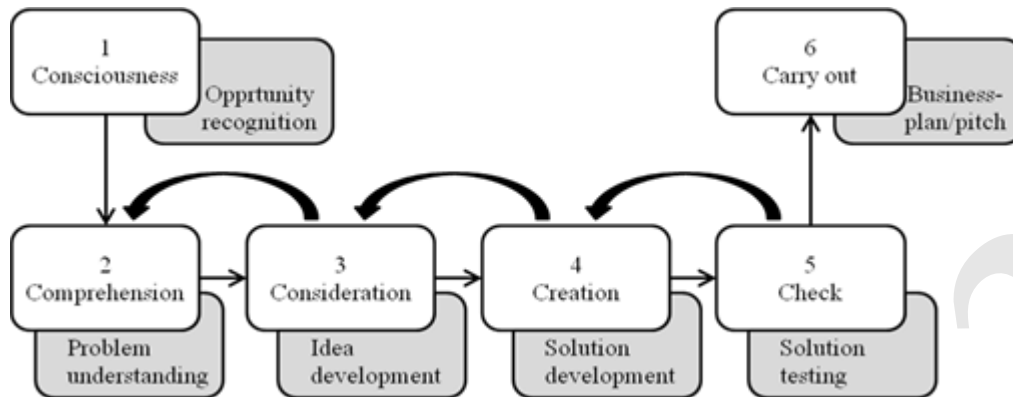 1
Consciousness
Opprtunity
recognition
6
Carry out
Business-
plan/pitch
2
Comprehension
Problem
understanding
3
Consideration
Idea
development
4
Creation
Solution
development
5
Check
Solution
testing